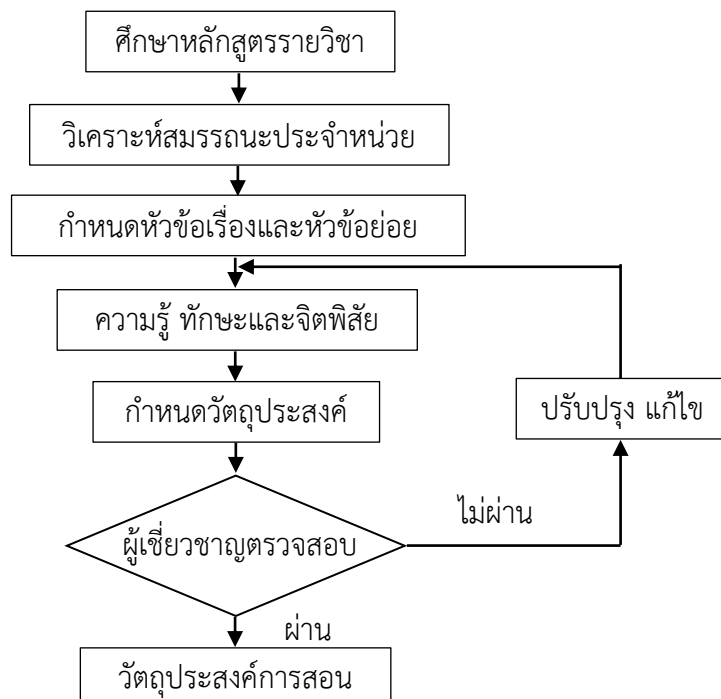 ศึกษาหลักสูตรรายวิชา
วิเคราะห์สมรรถนะประจำหน่วย
กำหนดหัวข้อเรื่องและหัวข้อย่อย
ความรู้ ทักษะและจิตพิสัย
กำหนดวัตถุประสงค์
ปรับปรุง แก้ไข
ไม่ผ่าน
ผู้เชี่ยวชาญตรวจสอบ
ผ่าน
วัตถุประสงค์การสอน